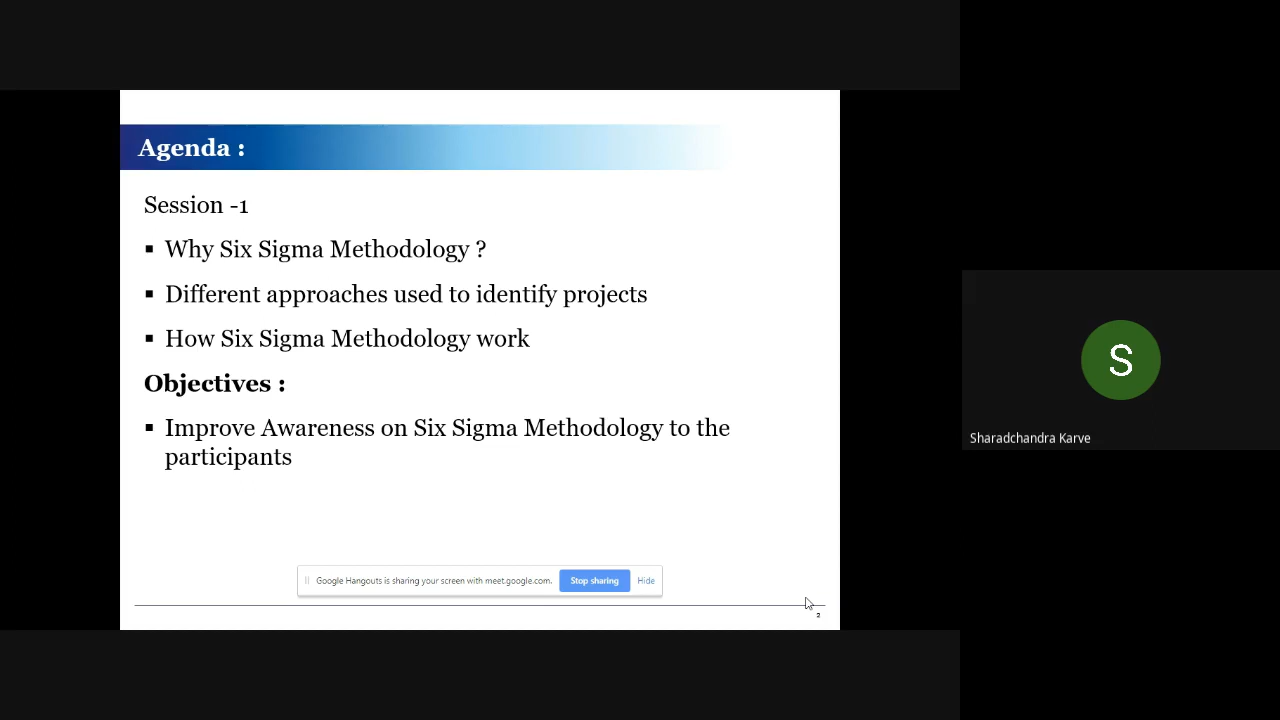 Agenda :
Session -1
▪ Why Six Sigma Methodology ?
▪ Different approaches used to identify projects
▪ How Six Sigma Methodology work
Objectives :
▪ Improve Awareness on Six Sigma Methodology to the
participants
Google Hangouts is sharing your screen with meet.google.com. Stop sharing Hide
2
S
Sharadchandra Karve